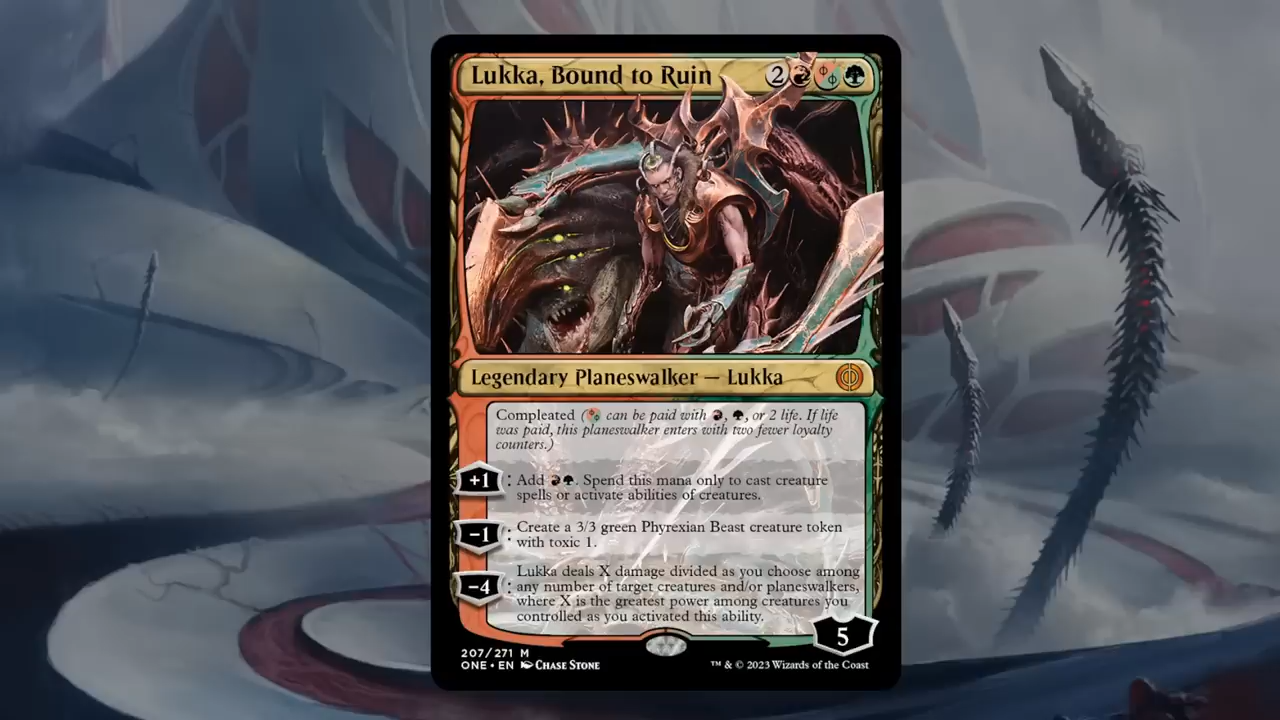 Lukka, Bound to Ruin 2
Legendary Planeswalker — Lukka
Compleated ( can be paid with , , or 2 life. If life
was paid, this planeswalker enters with two fewer loyalty
counters.)
+1 : Add . Spend this mana only to cast creature
spells or activate abilities of creatures.
−1 : Create a 3/3 green Phyrexian Beast creature token
with toxic 1.
Lukka deals X damage divided as you choose among
−4 : any number of target creatures and/or planeswalkers,
where X is the greatest power among creatures you
controlled as you activated this ability.
5
207/271 M
ONE • EN Chase Stone
™ & © 2023 Wizards of the Coast